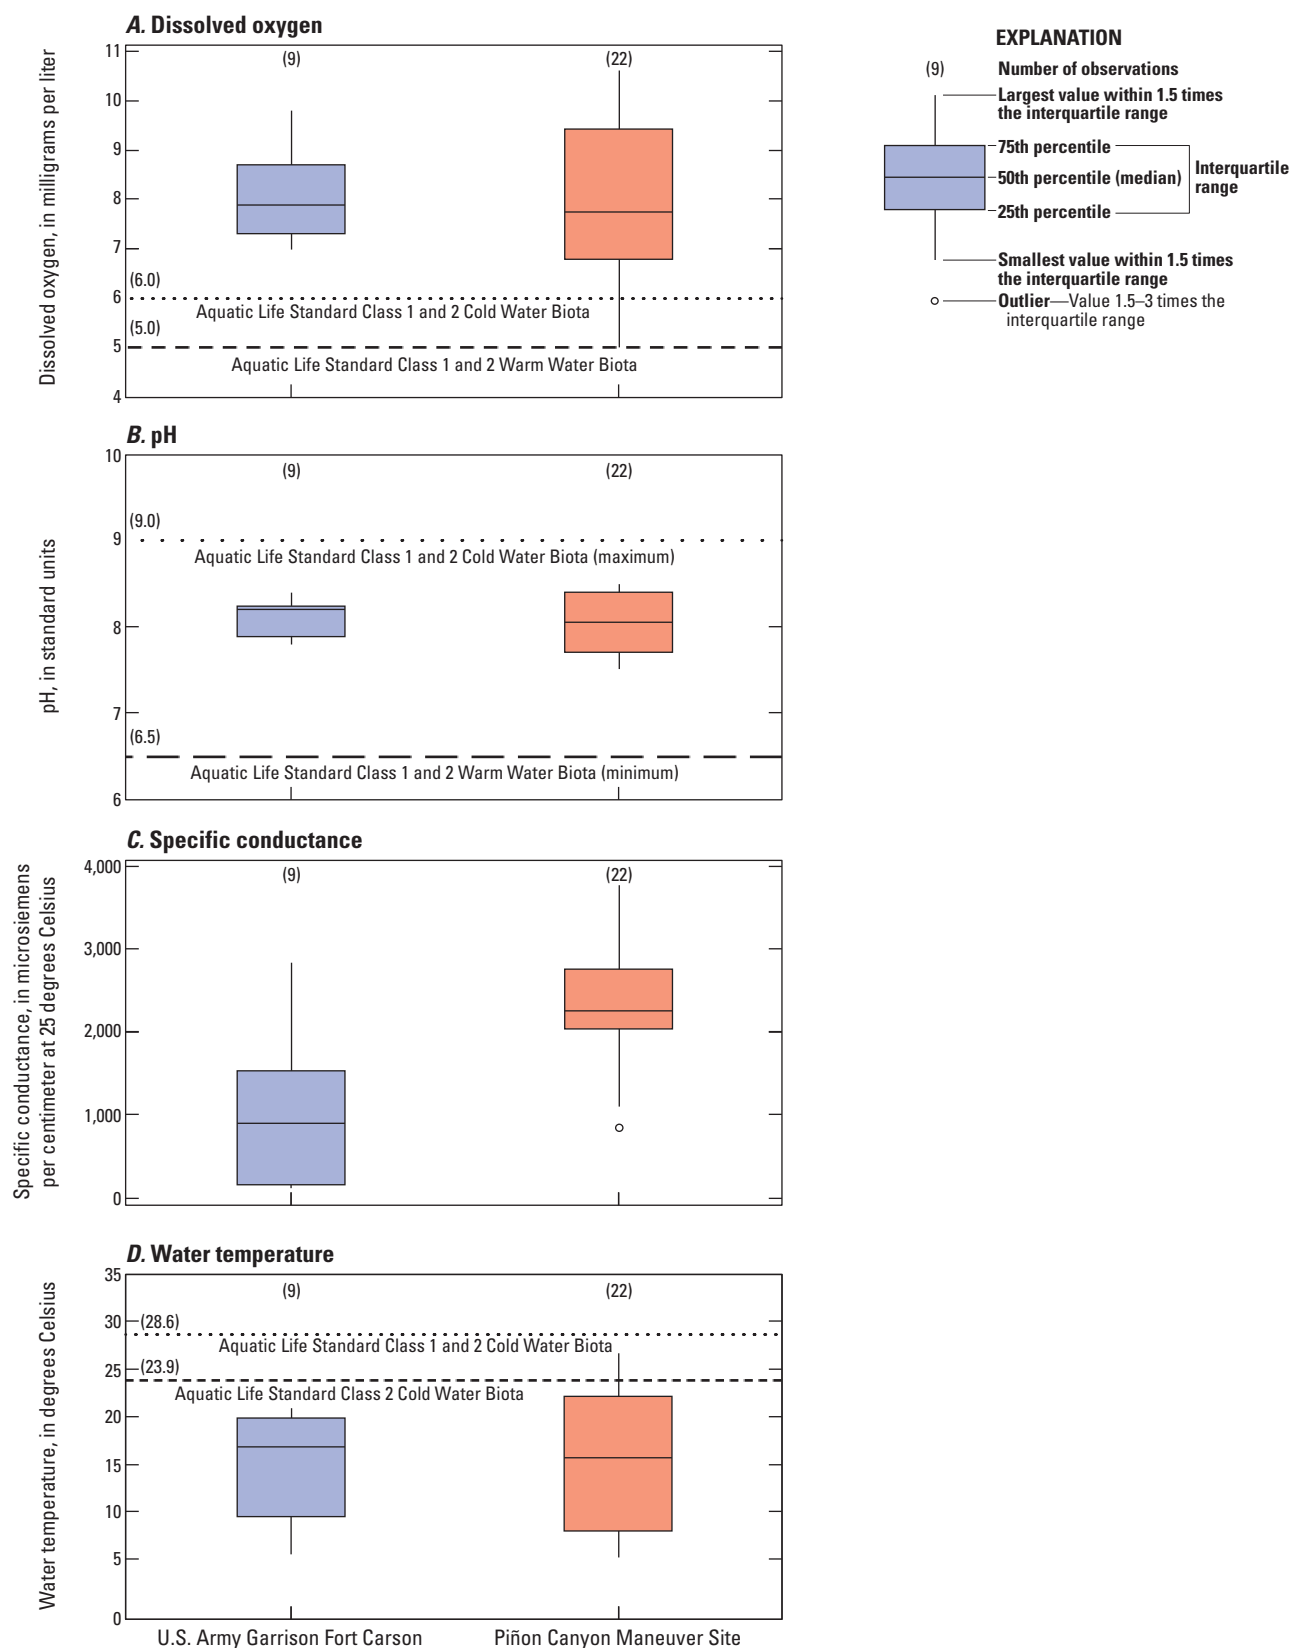 A. Dissolved oxygen
Dissolved oxygen, in milligrams per liter
11
10
9
8
7
6
5
4
(9)
(22)
(6.0)
Aquatic Life Standard Class 1 and 2 Cold Water Biota
(5.0)
Aquatic Life Standard Class 1 and 2 Warm Water Biota
EXPLANATION
(9)
Number of observations
Largest value within 1.5 times
the interquartile range
75th percentile
50th percentile (median)
25th percentile
Interquartile
range
Smallest value within 1.5 times
the interquartile range
Outlier—Value 1.5–3 times the
interquartile range
B. pH
pH, in standard units
10
9
8
7
6
(9)
(22)
(9.0)
Aquatic Life Standard Class 1 and 2 Cold Water Biota (maximum)
(6.5)
Aquatic Life Standard Class 1 and 2 Warm Water Biota (minimum)
C. Specific conductance
Specific conductance, in microsiemens
per centimeter at 25 degrees Celsius
4,000
3,000
2,000
1,000
0
(9)
(22)
D. Water temperature
Water temperature, in degrees Celsius
35
30
25
20
15
10
5
0
(9)
(22)
(28.6)
Aquatic Life Standard Class 1 and 2 Cold Water Biota
(23.9)
Aquatic Life Standard Class 2 Cold Water Biota
U.S. Army Garrison Fort Carson
Piñon Canyon Maneuver Site